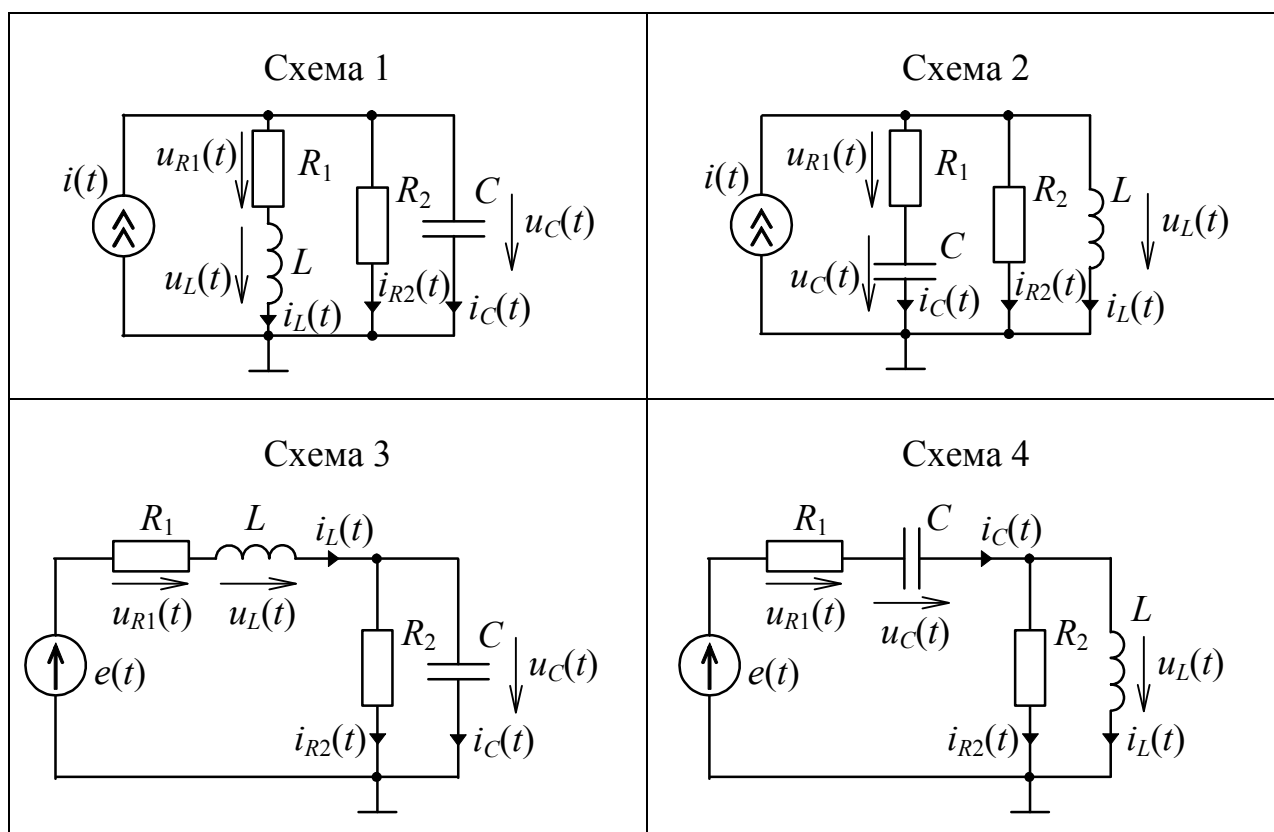 Схема 1
u_{R1}(t)
R_1
i(t)
R_2
C
u_C(t)
u_L(t)
L
i_{R2}(t)
i_L(t)
i_C(t)
Схема 2
u_{R1}(t)
R_1
i(t)
R_2
L
u_L(t)
u_C(t)
C
i_C(t)
i_{R2}(t)
i_L(t)
Схема 3
R_1
L
i_L(t)
u_{R1}(t)
u_L(t)
R_2
C
e(t)
u_C(t)
i_{R2}(t)
i_C(t)
Схема 4
R_1
C
i_C(t)
u_{R1}(t)
u_C(t)
R_2
L
e(t)
u_L(t)
i_{R2}(t)
i_L(t)